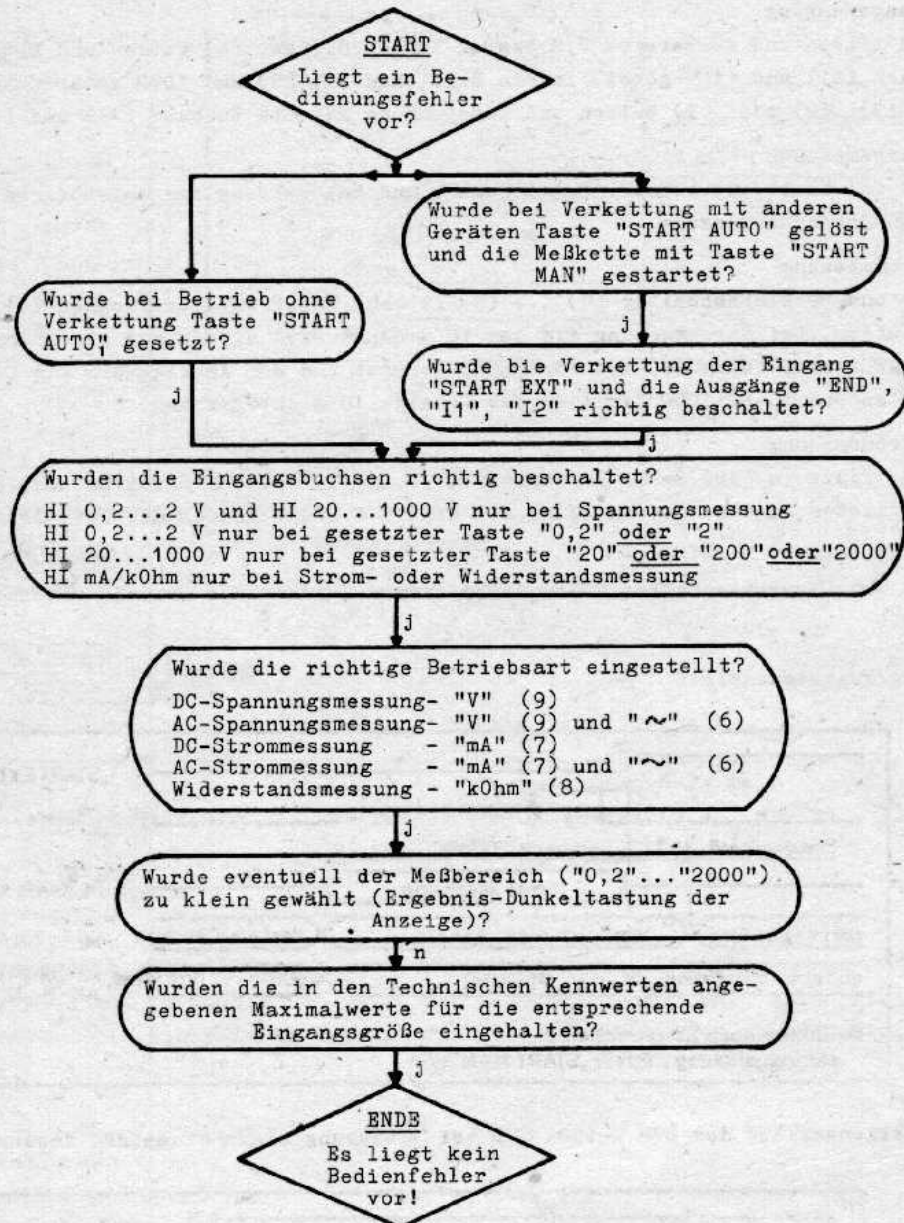 START
Liegt ein Be-
dienungsfehler
vor?
Wurde bei Verkettung mit anderen
Geräten Taste "START AUTO" gelöst
und die Meßkette mit Taste "START
MAN" gestartet?
Wurde bei Betrieb ohne
Verkettung Taste "START
AUTO" gesetzt?
j
Wurde bie Verkettung der Eingang
"START EXT" und die Ausgänge "END",
"I1", "I2" richtig beschaltet?
j
j
Wurden die Eingangsbuchsen richtig beschaltet?
HI 0,2...2 V und HI 20...1000 V nur bei Spannungsmessung
HI 0,2...2 V nur bei gesetzter Taste "0,2" oder "2"
HI 20...1000 V nur bei gesetzter Taste "20" oder "200"oder"2000"
HI mA/kOhm nur bei Strom- oder Widerstandsmessung
j
Wurde die richtige Betriebsart eingestellt?
DC-Spannungsmessung- "V" (9)
AC-Spannungsmessung- "V" (9) und "~" (6)
DC-Strommessung - "mA" (7)
AC-Strommessung - "mA" (7) und "~" (6)
Widerstandsmessung - "kOhm" (8)
j
Wurde eventuell der Meßbereich ("0,2"..."2000")
zu klein gewählt (Ergebnis-Dunkeltastung der
Anzeige)?
n
Wurden die in den Technischen Kennwerten ange-
gebenen Maximalwerte für die entsprechende
Eingangsgröße eingehalten?
j
ENDE
Es liegt kein
Bedienfehler
vor!